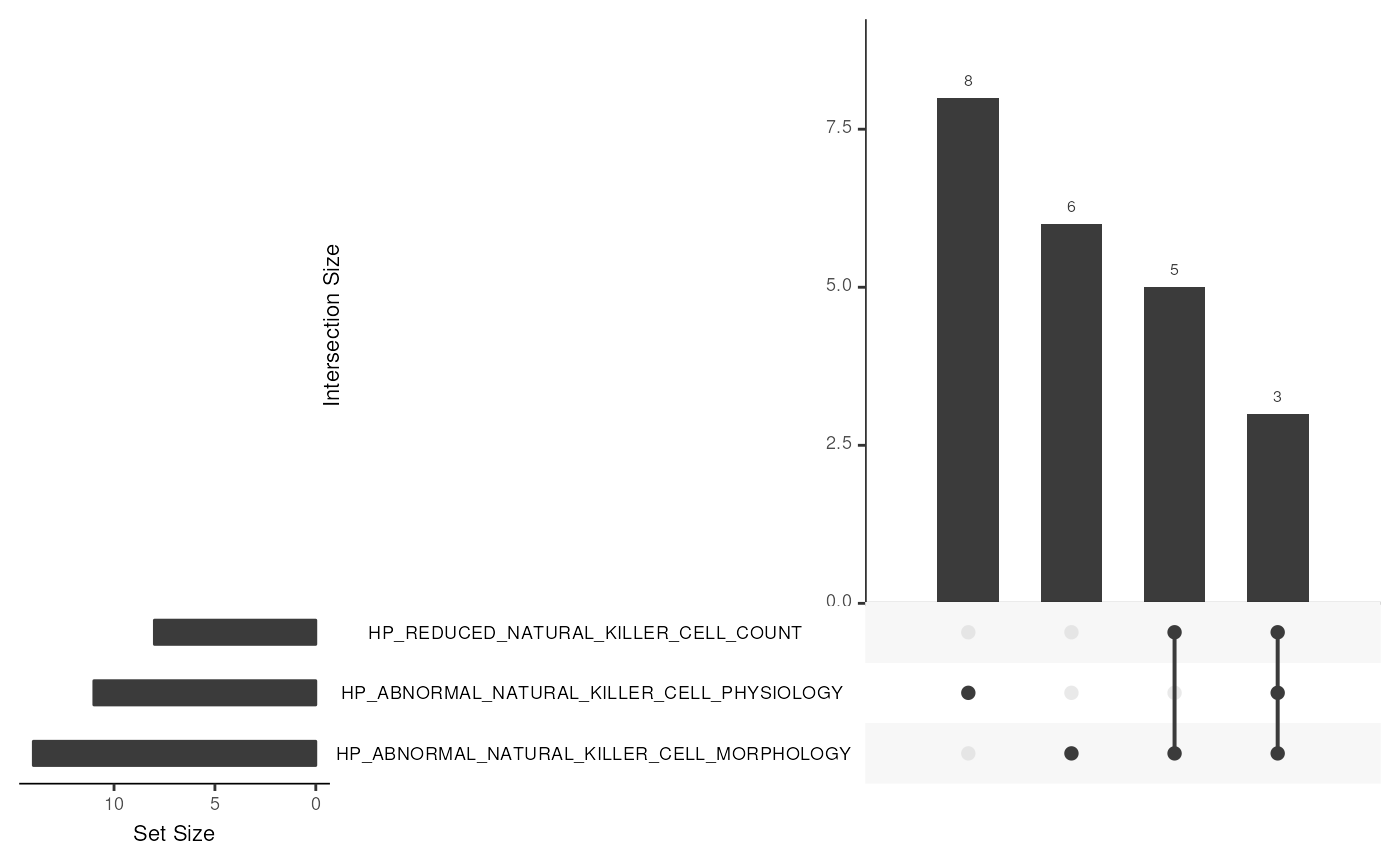 8
7.5
6
5
5.0
Intersection Size
3
2.5
0.0
HP_REDUCED_NATURAL_KILLER_CELL_COUNT
HP_ABNORMAL_NATURAL_KILLER_CELL_PHYSIOLOGY
HP_ABNORMAL_NATURAL_KILLER_CELL_MORPHOLOGY
10 5 0
Set Size